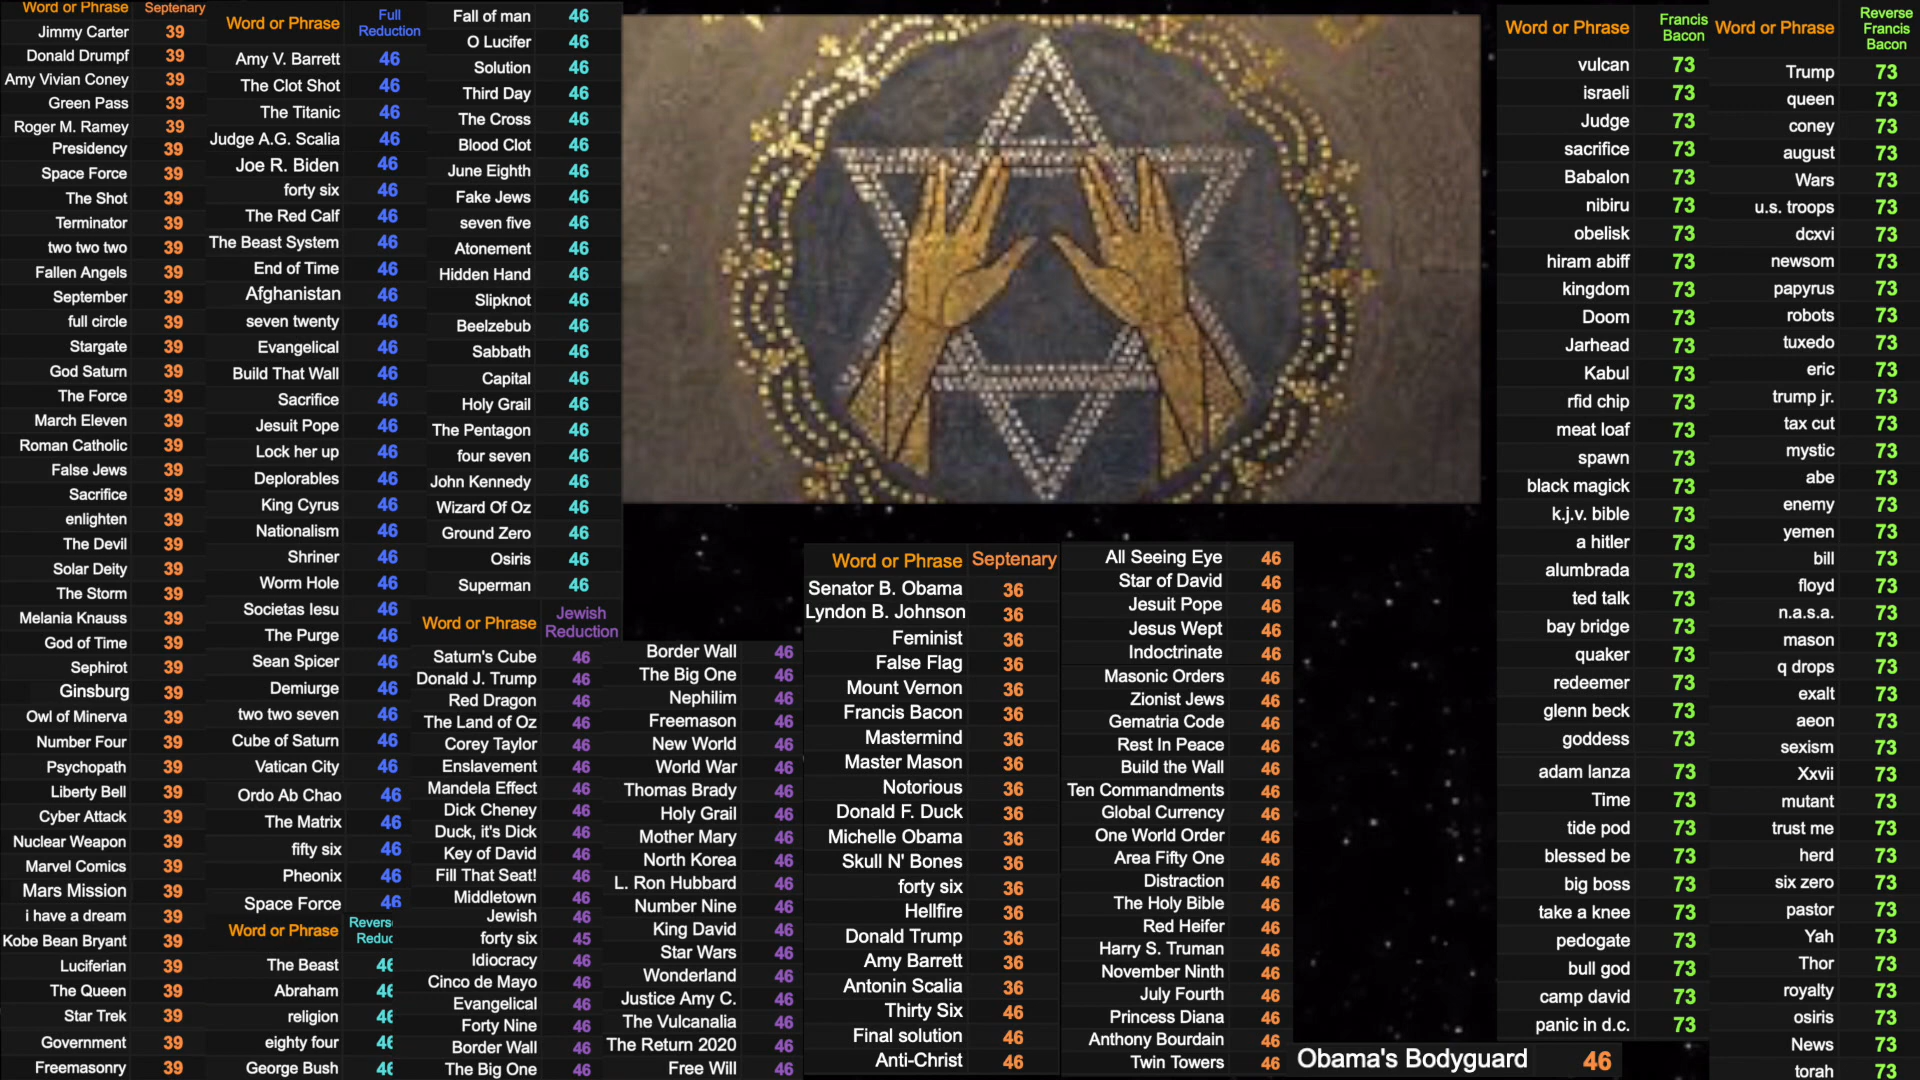 Word or Phrase Septenary
Jimmy Carter 39
Donald Drumpf 39
Amy Vivian Coney 39
Green Pass 39
Roger M. Ramey 39
Presidency 39
Space Force 39
The Shot 39
Terminator 39
two two two 39
Fallen Angels 39
September 39
full circle 39
Stargate 39
God Saturn 39
The Force 39
March Eleven 39
Roman Catholic 39
False Jews 39
Sacrifice 39
enlighten 39
The Devil 39
Solar Deity 39
The Storm 39
Melania Knauss 39
God of Time 39
Sephirot 39
Ginsburg 39
Owl of Minerva 39
Number Four 39
Psychopath 39
Liberty Bell 39
Cyber Attack 39
Nuclear Weapon 39
Marvel Comics 39
Mars Mission 39
i have a dream 39
Kobe Bean Bryant 39
Luciferian 39
The Queen 39
Star Trek 39
Government 39
Freemasonry 39
Word or Phrase Full Reduction
Amy V. Barrett 46
The Clot Shot 46
The Titanic 46
Judge A.G. Scalia 46
Joe R. Biden 46
forty six 46
The Red Calf 46
The Beast System 46
End of Time 46
Afghanistan 46
seven twenty 46
Evangelical 46
Build That Wall 46
Sacrifice 46
Jesuit Pope 46
Lock her up 46
Deplorables 46
King Cyrus 46
Nationalism 46
Shriner 46
Worm Hole 46
Societas Iesu 46
The Purge 46
Sean Spicer 46
Demiurge 46
two two seven 46
Cube of Saturn 46
Vatican City 46
Ordo Ab Chao 46
The Matrix 46
fifty six 46
Pheonix 46
Space Force 46
Word or Phrase Revers Reduc
The Beast 46
Abraham 46
religion 46
eighty four 46
George Bush 46
Fall of man 46
O Lucifer 46
Solution 46
Third Day 46
The Cross 46
Blood Clot 46
June Eighth 46
Fake Jews 46
seven five 46
Atonement 46
Hidden Hand 46
Slipknot 46
Beelzebub 46
Sabbath 46
Capital 46
Holy Grail 46
The Pentagon 46
four seven 46
John Kennedy 46
Wizard Of Oz 46
Ground Zero 46
Osiris 46
Superman 46
Word or Phrase Jewish Reduction
Saturn's Cube 46
Donald J. Trump 46
Red Dragon 46
The Land of Oz 46
Corey Taylor 46
Enslavement 46
Mandela Effect 46
Dick Cheney 46
Duck, it's Dick 46
Key of David 46
Fill That Seat! 46
Middletown 46
Jewish 46
forty six 45
Idiocracy 46
Cinco de Mayo 46
Evangelical 46
Forty Nine 46
Border Wall 46
The Big One 46
Border Wall 46
The Big One 46
Nephilim 46
Freemason 46
New World 46
World War 46
Thomas Brady 46
Holy Grail 46
Mother Mary 46
North Korea 46
L. Ron Hubbard 46
Number Nine 46
King David 46
Star Wars 46
Wonderland 46
Justice Amy C. 46
The Vulcanalia 46
The Return 2020 46
Free Will 46
Word or Phrase Septenary
Senator B. Obama 36
Lyndon B. Johnson 36
Feminist 36
False Flag 36
Mount Vernon 36
Francis Bacon 36
Mastermind 36
Master Mason 36
Notorious 36
Donald F. Duck 36
Michelle Obama 36
Skull N' Bones 36
forty six 36
Hellfire 36
Donald Trump 36
Amy Barrett 36
Antonin Scalia 36
Thirty Six 46
Final solution 46
Anti-Christ 46
All Seeing Eye 46
Star of David 46
Jesuit Pope 46
Jesus Wept 46
Indoctrinate 46
Masonic Orders 46
Zionist Jews 46
Gematria Code 46
Rest In Peace 46
Build the Wall 46
Ten Commandments 46
Global Currency 46
One World Order 46
Area Fifty One 46
Distraction 46
The Holy Bible 46
Red Heifer 46
Harry S. Truman 46
November Ninth 46
July Fourth 46
Princess Diana 46
Anthony Bourdain 46
Twin Towers 46
Obama's Bodyguard 46
Word or Phrase Francis Bacon
vulcan 73
israeli 73
Judge 73
sacrifice 73
Babalon 73
nibiru 73
obelisk 73
hiram abiff 73
kingdom 73
Doom 73
Jarhead 73
Kabul 73
rfid chip 73
meat loaf 73
spawn 73
black magick 73
k.j.v. bible 73
a hitler 73
alumbrada 73
ted talk 73
bay bridge 73
quaker 73
redeemer 73
glenn beck 73
goddess 73
adam lanza 73
Time 73
tide pod 73
blessed be 73
big boss 73
take a knee 73
pedogate 73
bull god 73
camp david 73
panic in d.c. 73
Word or Phrase Reverse Francis Bacon
Trump 73
queen 73
coney 73
august 73
Wars 73
u.s. troops 73
dcxvi 73
newsom 73
papyrus 73
robots 73
tuxedo 73
eric 73
trump jr. 73
tax cut 73
mystic 73
abe 73
enemy 73
yemen 73
bill 73
floyd 73
n.a.s.a. 73
mason 73
q drops 73
exalt 73
aeon 73
sexism 73
Xxvii 73
mutant 73
trust me 73
herd 73
six zero 73
pastor 73
Yah 73
Thor 73
royalty 73
osiris 73
News 73
torah 73